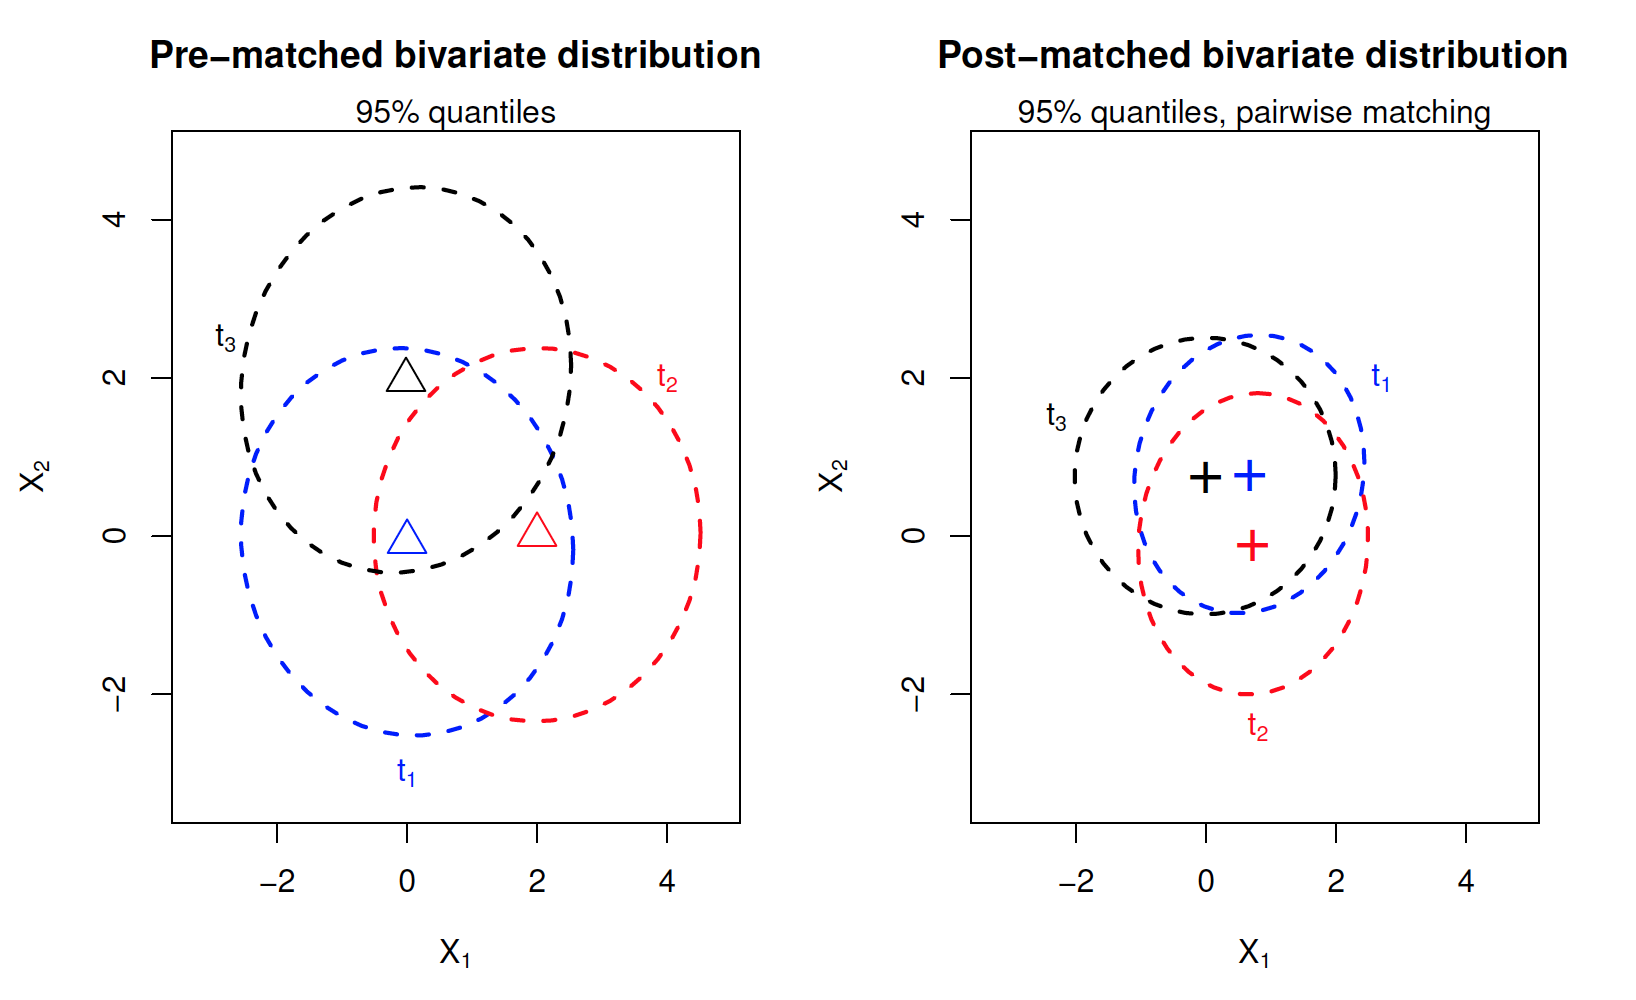 Pre−matched bivariate distribution
95% quantiles
4
2
0
−2
X₂
t₃
t₂
t₁
−2 0 2 4
X₁
Post−matched bivariate distribution
95% quantiles, pairwise matching
4
2
0
−2
X₂
t₁
t₃
t₂
−2 0 2 4
X₁